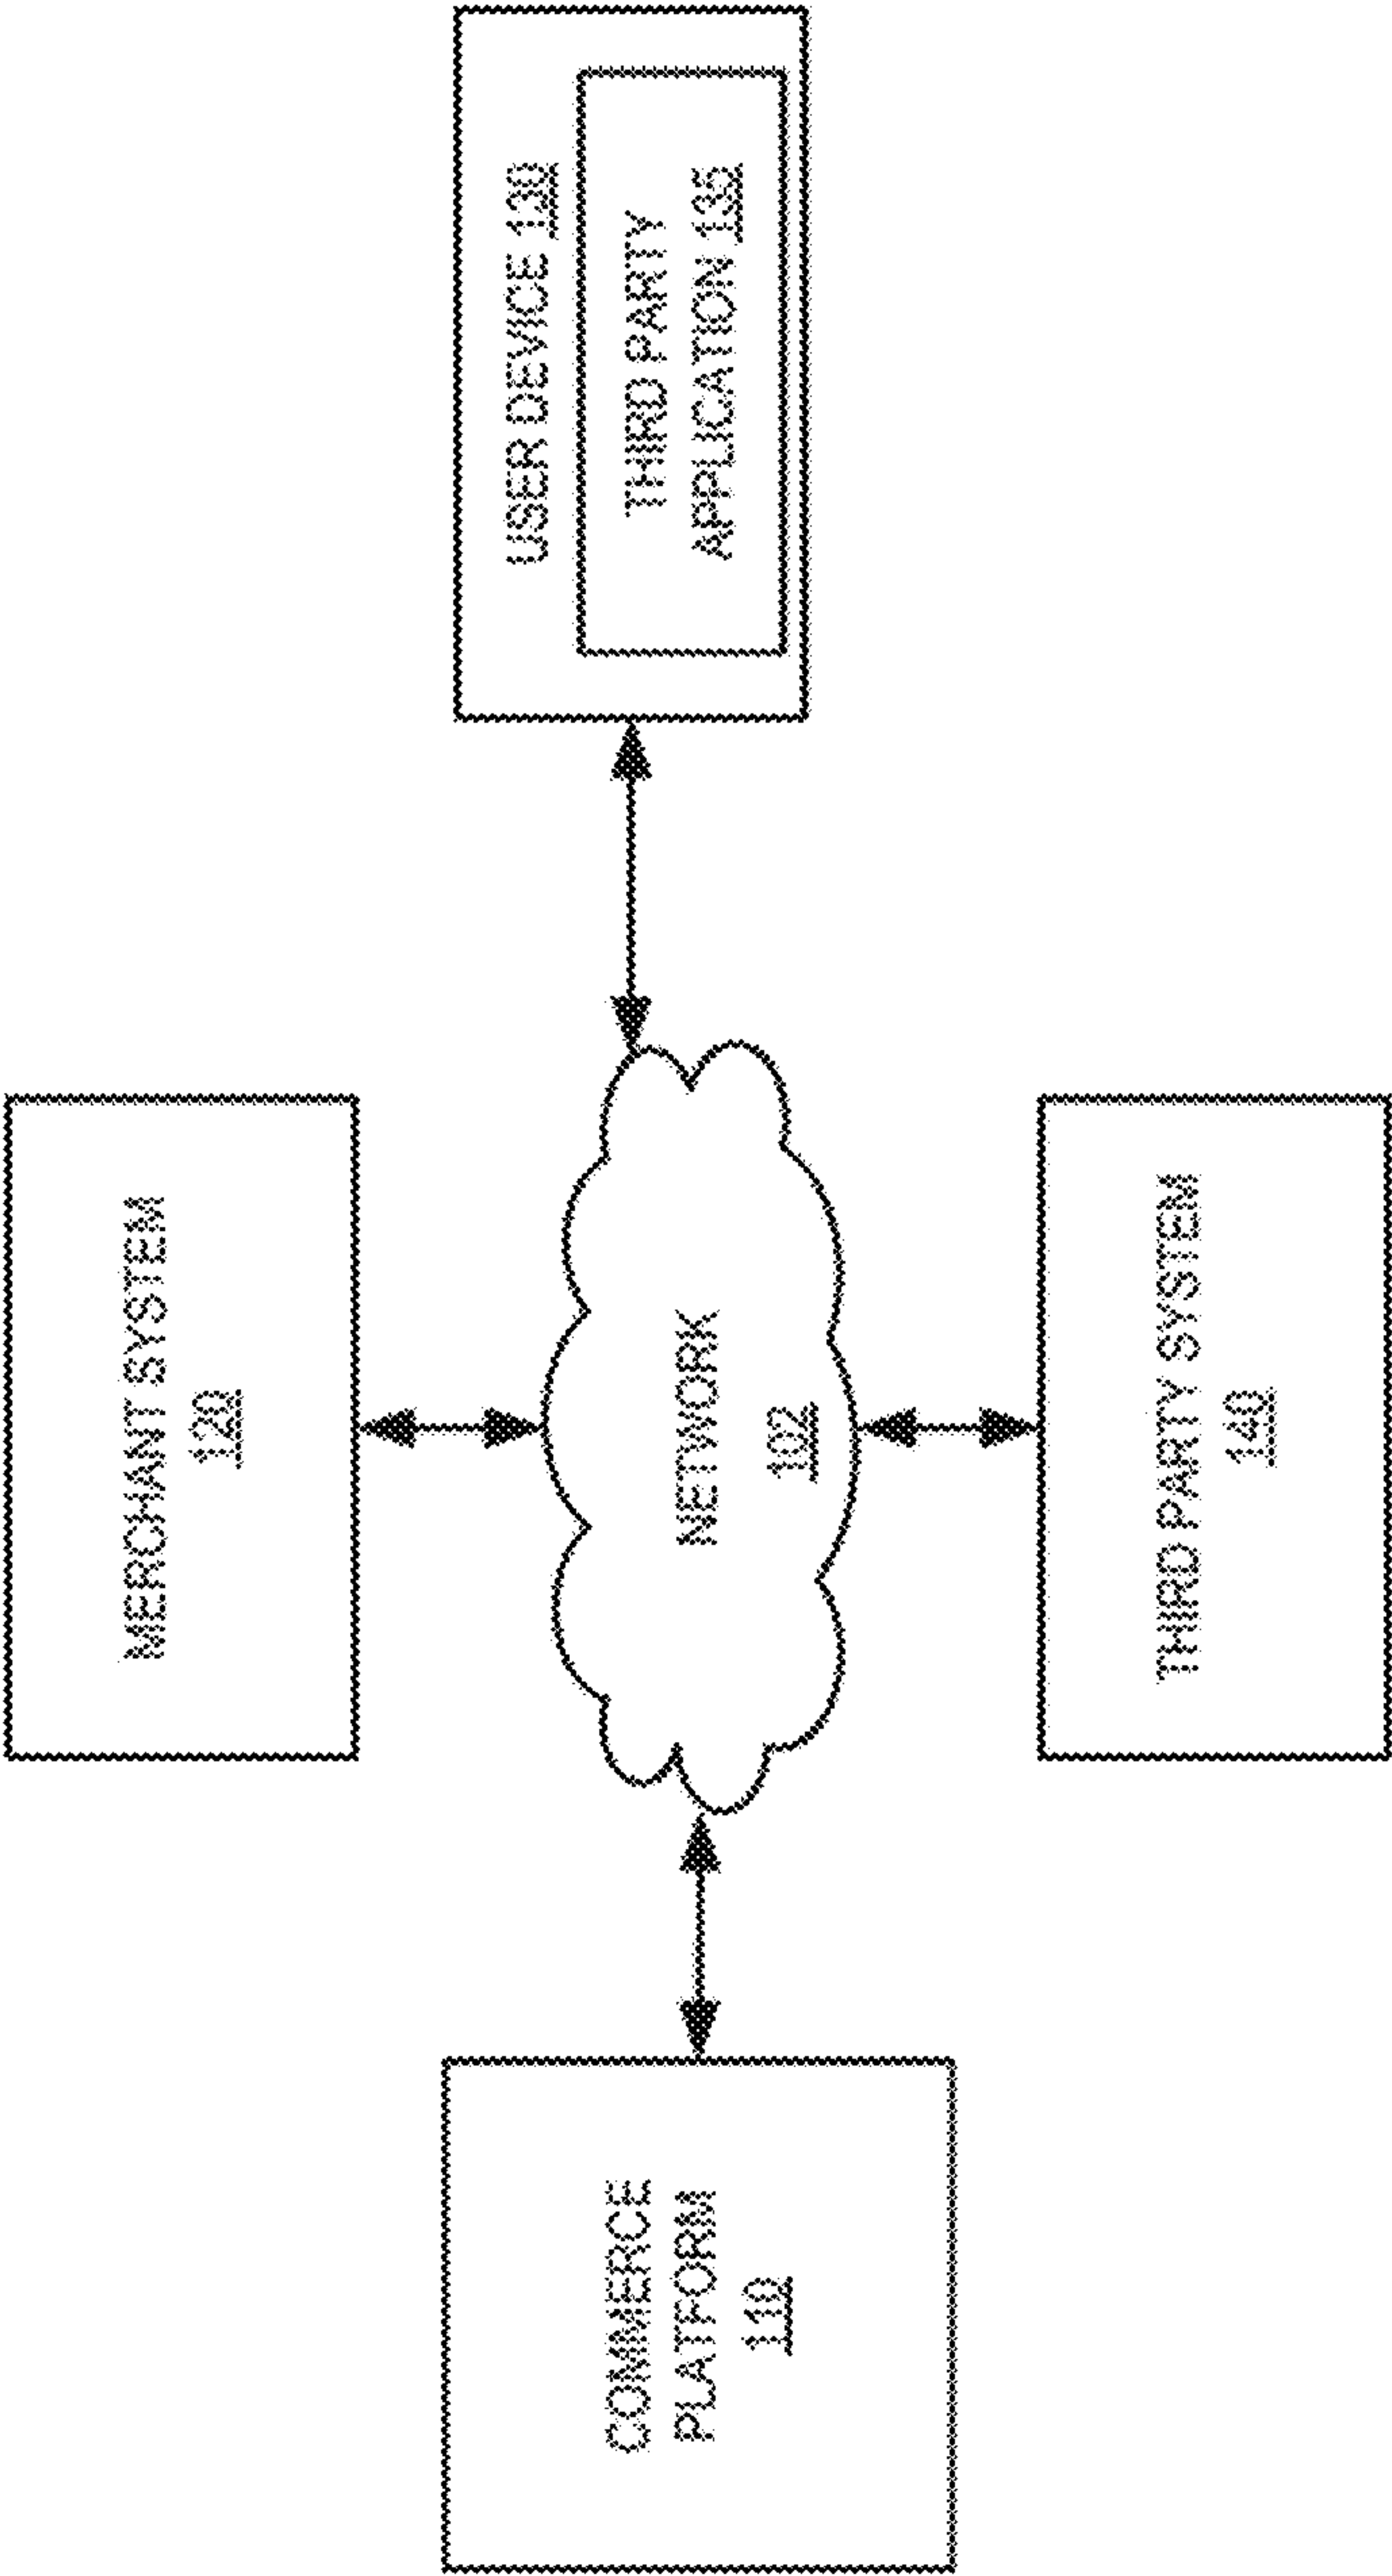 MERCHANT SYSTEM
120
COMMERCE
PLATFORM
110
NETWORK
102
USER DEVICE 130
THIRD PARTY
APPLICATION 135
THIRD PARTY SYSTEM
140